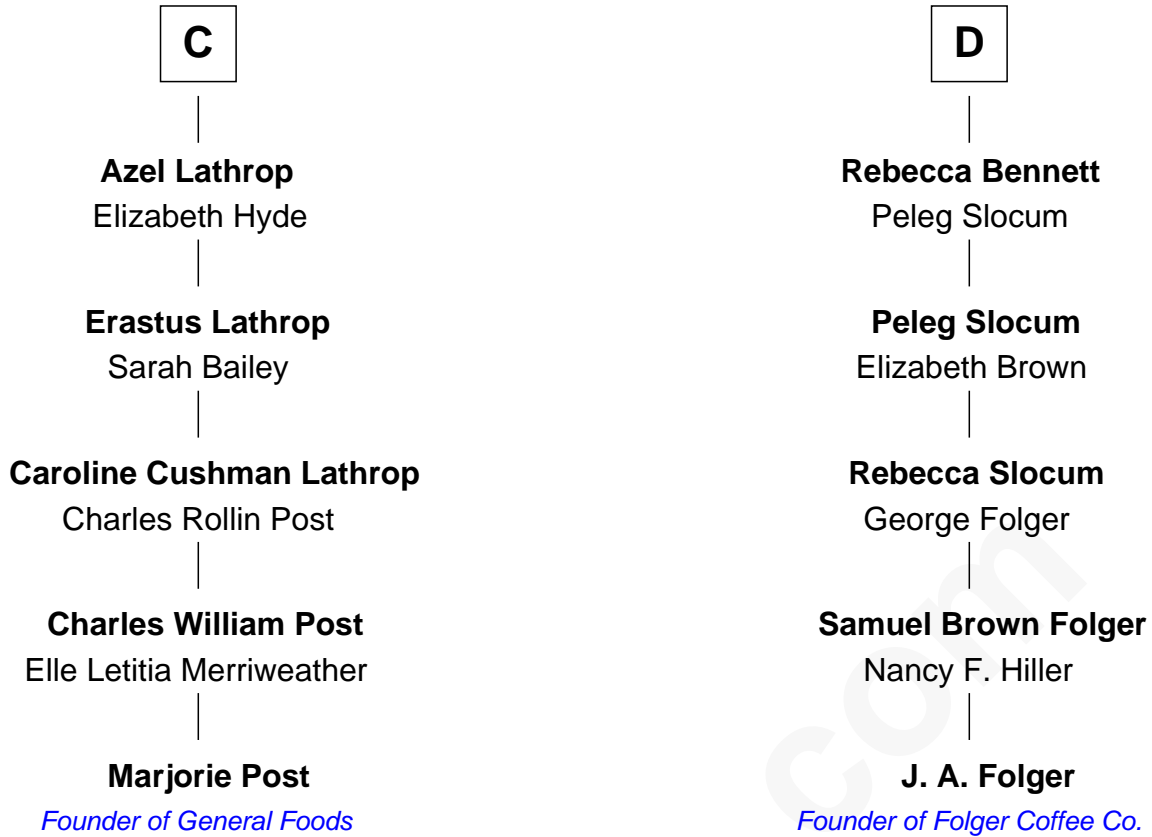 C
Azel Lathrop
Elizabeth Hyde
Erastus Lathrop
Sarah Bailey
Caroline Cushman Lathrop
Charles Rollin Post
Charles William Post
Elle Letitia Merriweather
Marjorie Post
Founder of General Foods
D
Rebecca Bennett
Peleg Slocum
Peleg Slocum
Elizabeth Brown
Rebecca Slocum
George Folger
Samuel Brown Folger
Nancy F. Hiller
J. A. Folger
Founder of Folger Coffee Co.
com